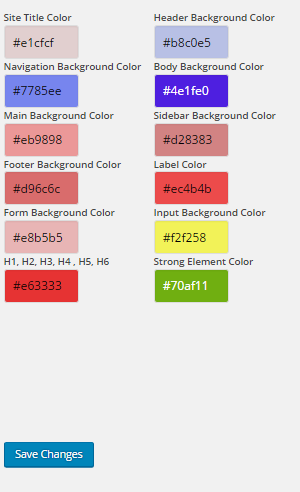 Site Title Color Header Background Color
#e1cfcf #b8c0e5
Navigation Background Color Body Background Color
#7785ee #4e1fe0
Main Background Color Sidebar Background Color
#eb9898 #d28383
Footer Background Color Label Color
#d96c6c #ec4b4b
Form Background Color Input Background Color
#e8b5b5 #f2f258
H1, H2, H3, H4 , H5, H6 Strong Element Color
#e63333 #70af11
Save Changes